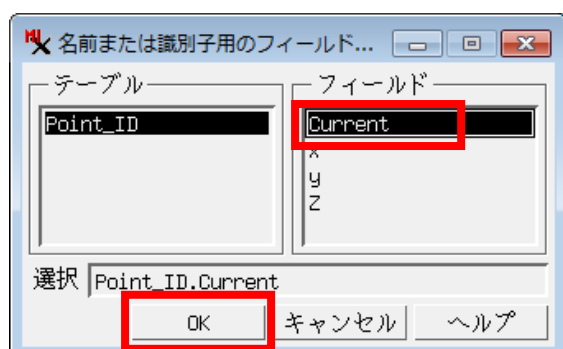 名前または識別子用のフィールド...
テーブル
フィールド
Point_ID
Current
x
y
Z
選択 Point_ID.Current
OK キャンセル ヘルプ